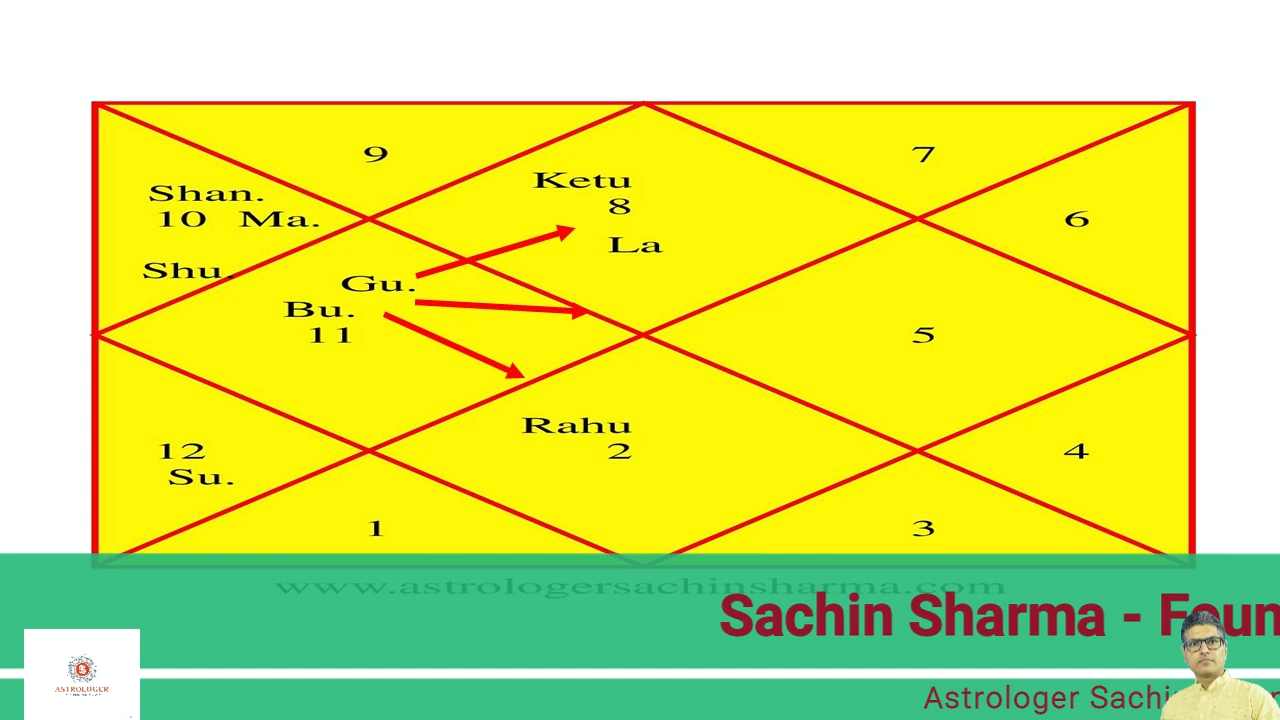 9
7
Ketu
8
La
Shan.
10 Ma.
Shu.
6
Gu.
Bu.
11
5
Rahu
2
12
Su.
4
1
3
www.astrologersachinsharma.com
Sachin Sharma - Foun
Astrologer Sachi
ASTROLOGER